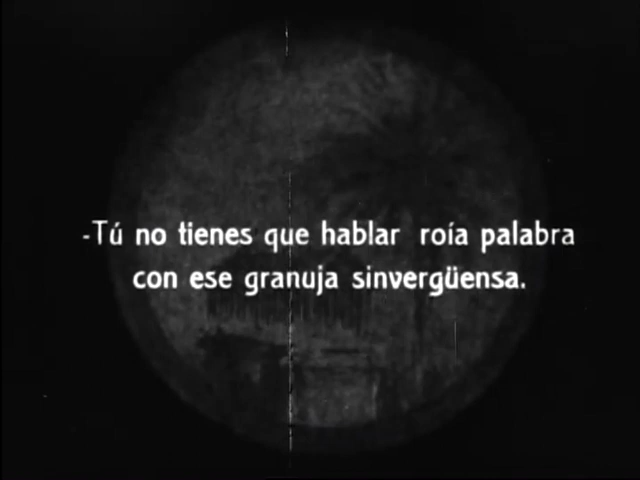 -Tú no tienes que hablar roía palabra
con ese granuja sinvergüensa.